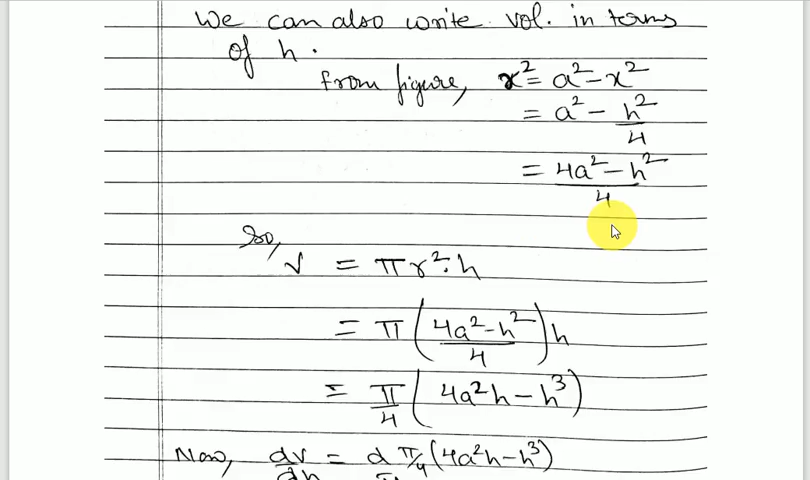 We can also write vol. in terms
of h.
from figure, r² = a² – x²
= a² – h²/4
= (4a² – h²)/4
So,
V = πr²·h
= π((4a² – h²)/4)h
= π/4 (4a²h – h³)
Now, dv/dh = d π/4 (4a²h – h³)